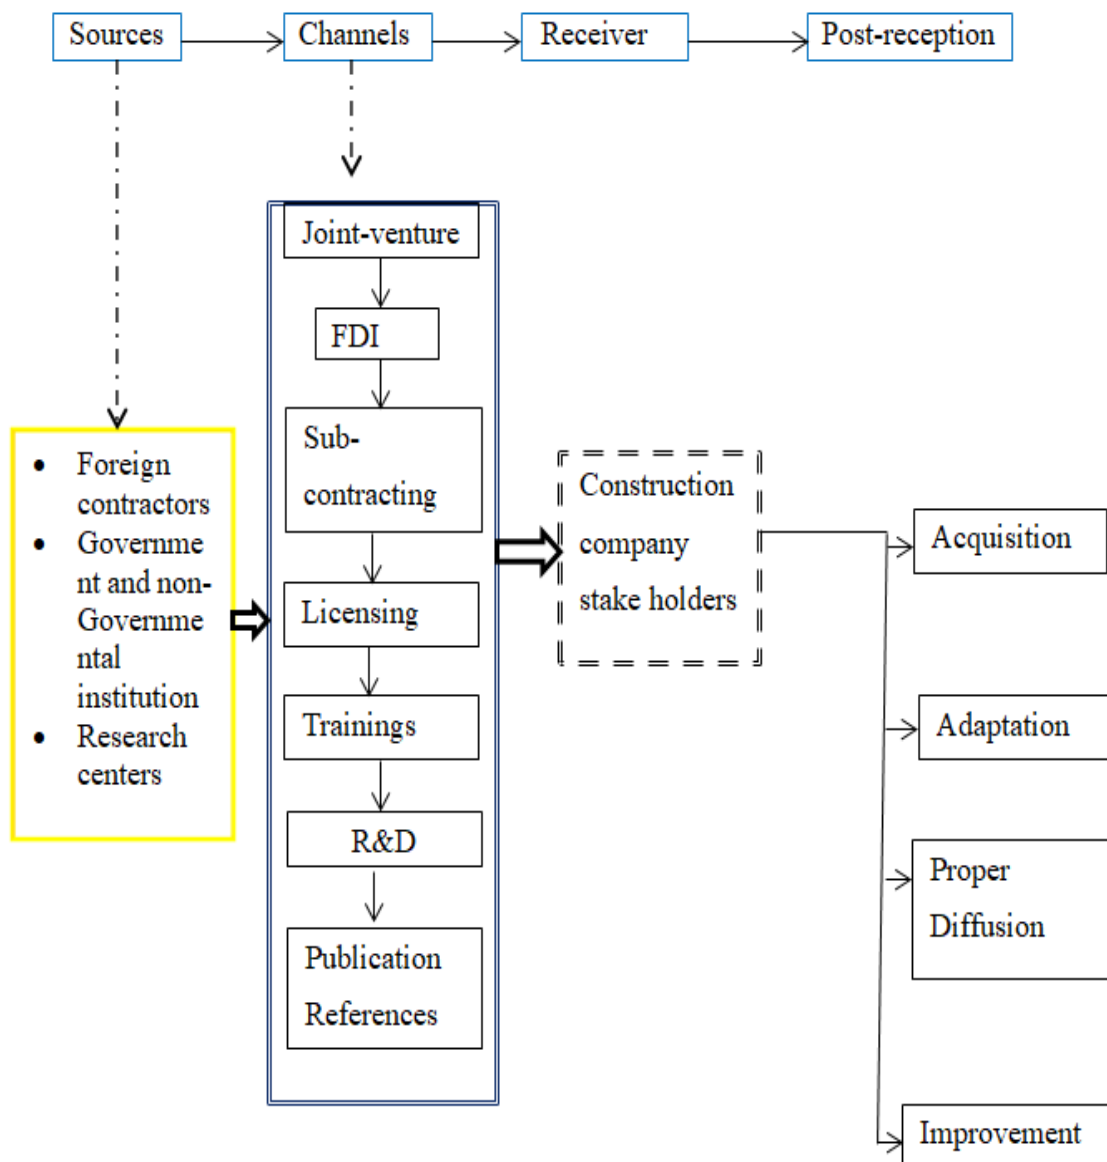 Sources
Channels
Receiver
Post-reception
Joint-venture
FDI
Sub-
contracting
Licensing
Trainings
R&D
Publication
References
• Foreign
contractors
• Governme
nt and non-
Governme
ntal
institution
• Research
centers
Construction
company
stake holders
Acquisition
Adaptation
Proper
Diffusion
Improvement